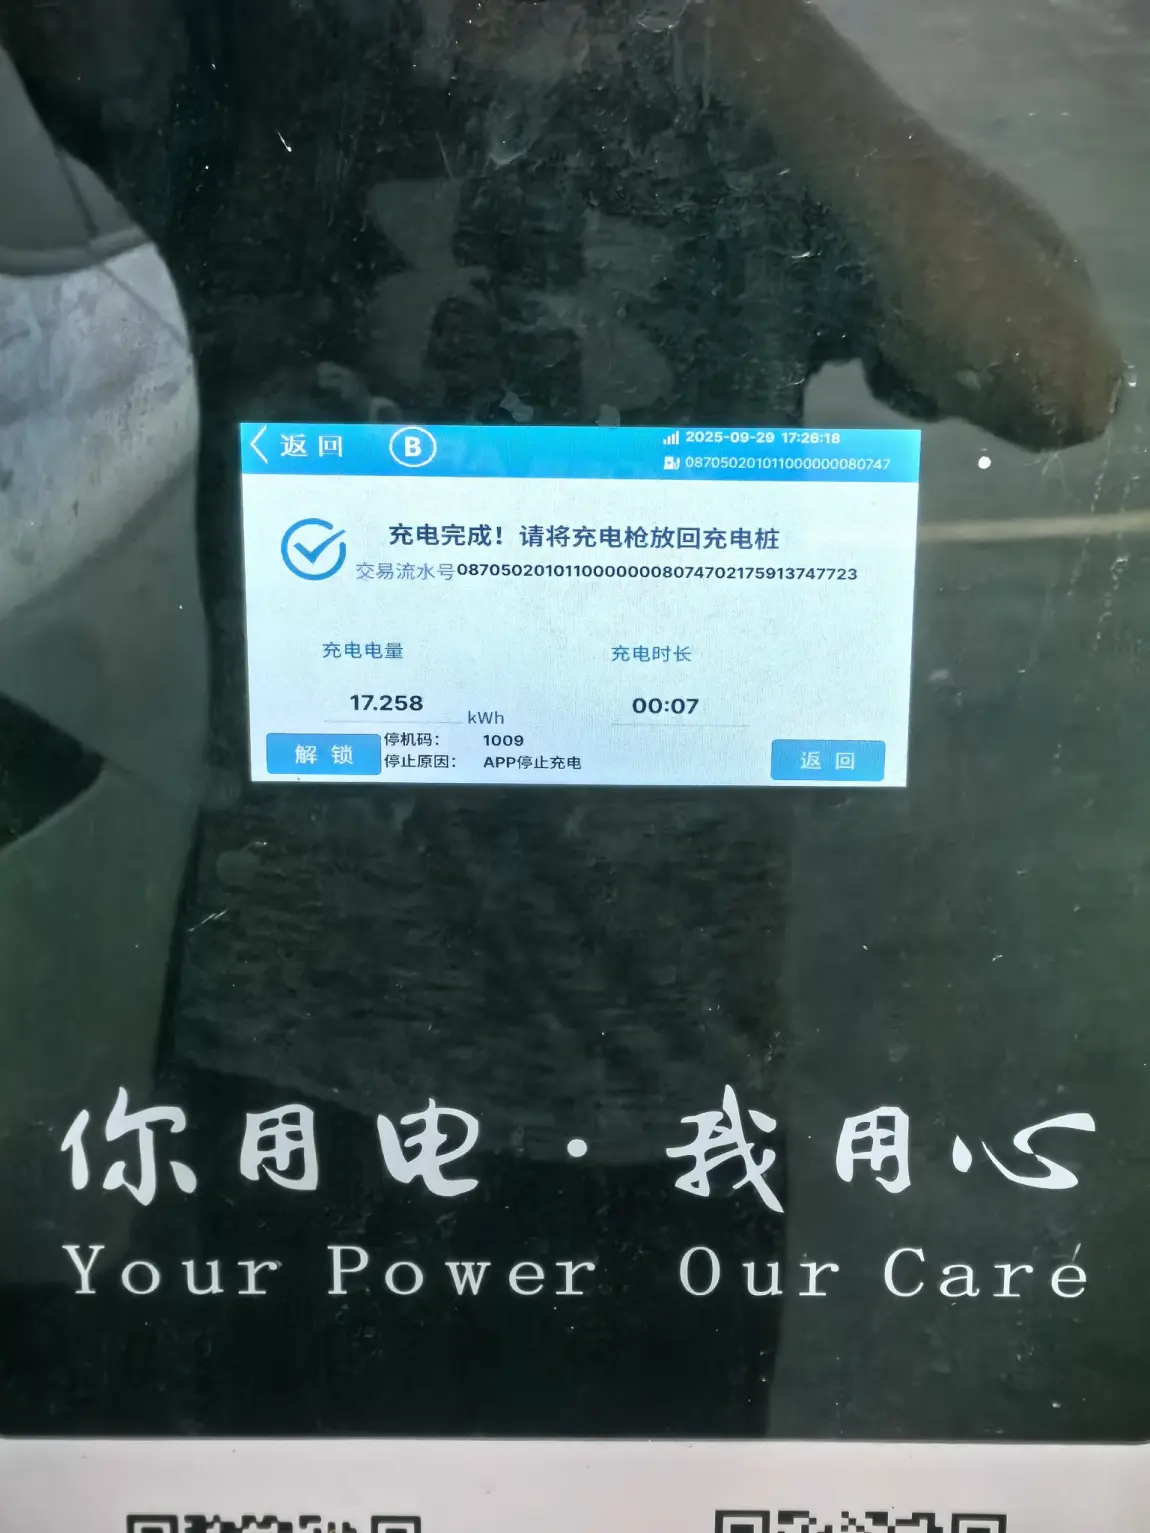 返回 B 2025-09-29 17:26:18
087050201011000000080747
充电完成！请将充电枪放回充电桩
交易流水号08705020101100000008074702175913747723
充电电量 充电时长
17.258 kWh 00:07
解锁 停机码： 1009 返回
停止原因： APP停止充电
你用电·我用心
Your Power Our Care